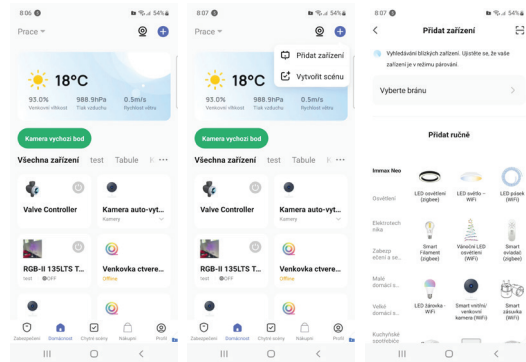 8:06
54%
Prace
18°C
93.0%
988.9hPa
0.5m/s
Venkovní vlhkost
Tlak vzduchu
Rychlost větru
Kamera vychozi bod
Všechna zařízení
test
Tabule
Valve Controller
Kamera auto-vyt...
Kamery
RGB-II 135LTS T...
Venkovka ctvere...
test
OFF
Offline
Zabezpečení
Domácnost
Chytré scény
Nákupní
Profil
8:07
54%
Prace
Přidat zařízení
Vytvořit scénu
18°C
93.0%
988.9hPa
0.5m/s
Venkovní vlhkost
Tlak vzduchu
Rychlost větru
Kamera vychozi bod
Všechna zařízení
test
Tabule
Valve Controller
Kamera auto-vyt...
Kamery
RGB-II 135LTS T...
Venkovka ctvere...
test
OFF
Offline
Zabezpečení
Domácnost
Chytré scény
Nákupní
Profil
8:07
54%
Přidat zařízení
Vyhledávání blízkých zařízení. Ujistěte se, že vaše
zařízení je v režimu párování.
Vyberte bránu
Přidat ručně
Immax Neo
Osvětlení
Elektrotech
nika
Zabezp
ečení a se...
Malé
domácí s...
Velké
domácí s...
Kuchyňské
spotřebiče
LED osvětlení
(zigbee)
LED světlo -
WiFi
LED pásek
(WiFi)
Smart
Filament
(zigbee)
Vánoční LED
osvětlení
(WiFi)
Smart
ovladač
(zigbee)
LED žárovka -
WiFi
Smart vnitřní/
venkovní
kamera (WiFi)
Smart
zásuvka
(WiFi)